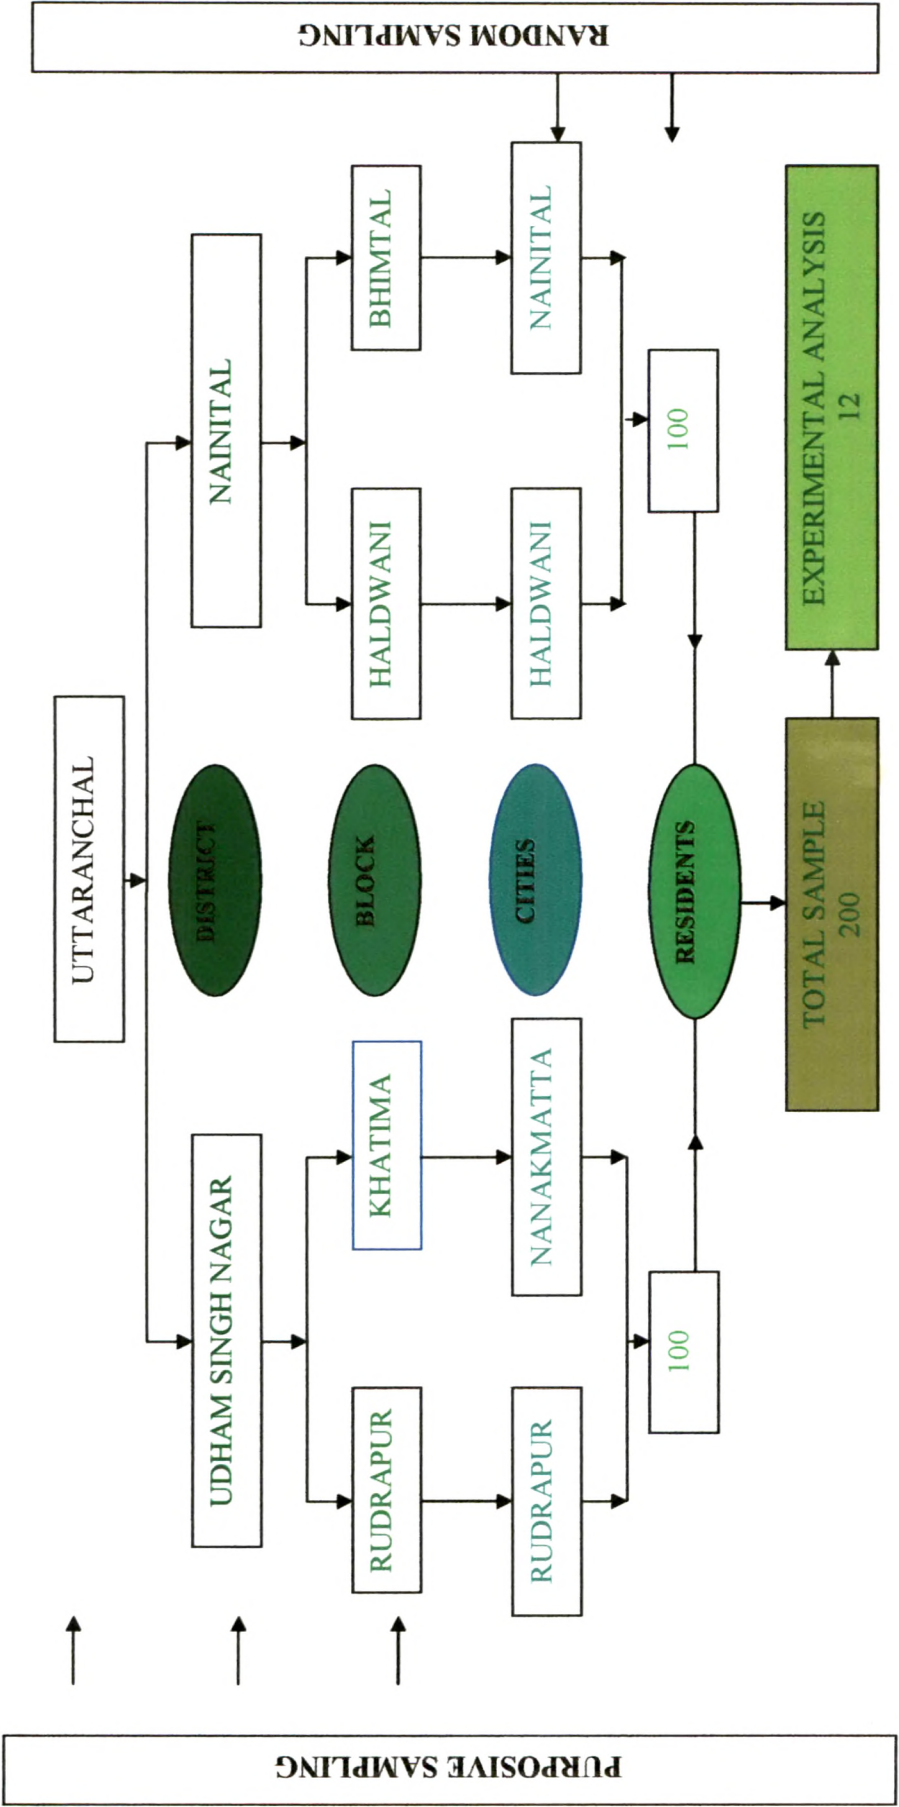 UTTARANCHAL
UDHAM SINGH NAGAR
DISTRICT
NAINITAL
RUDRAPUR
KHATIMA
BLOCK
HALDWANI
BHIMTAL
RUDRAPUR
NANAKMATTA
CITIES
HALDWANI
NAINITAL
100
RESIDENTS
100
TOTAL SAMPLE
200
EXPERIMENTAL ANALYSIS
12
PURPOSIVE SAMPLING
RANDOM SAMPLING